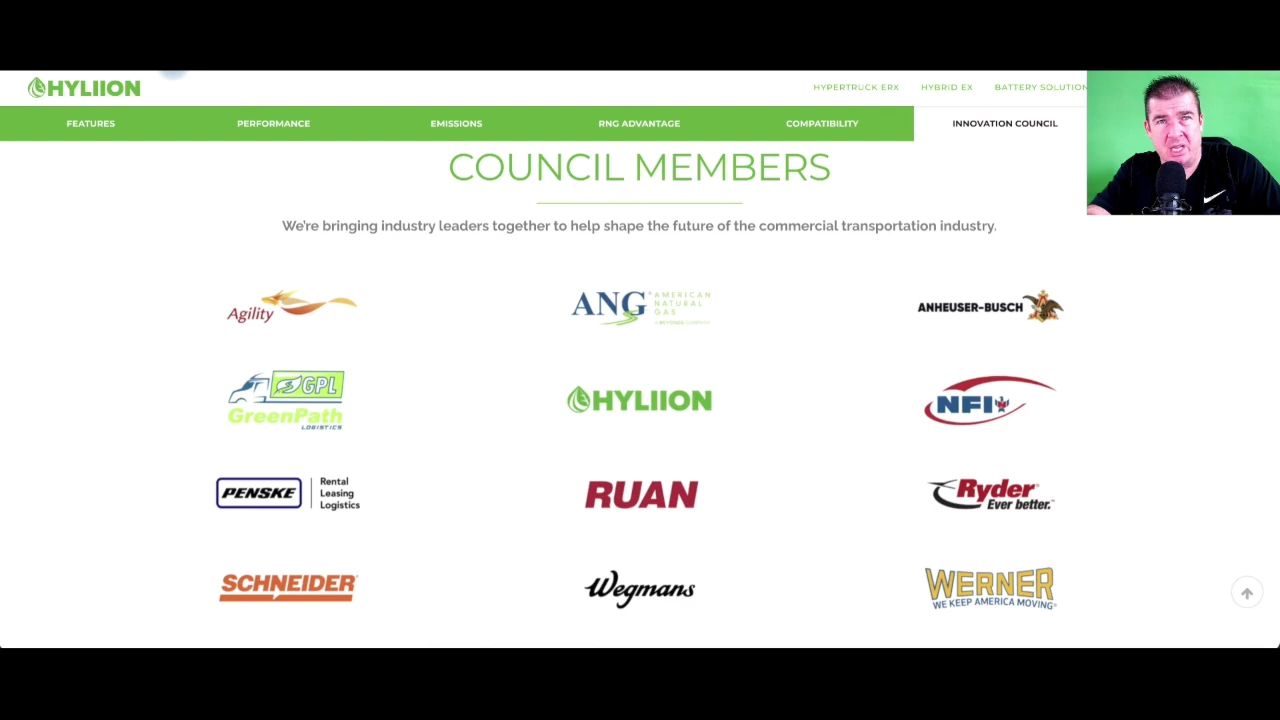 HYLIION
HYPERTRUCK ERX
HYBRID EX
BATTERY SOLUTION
FEATURES
PERFORMANCE
EMISSIONS
RNG ADVANTAGE
COMPATIBILITY
INNOVATION COUNCIL
COUNCIL MEMBERS
We're bringing industry leaders together to help shape the future of the commercial transportation industry.
Agility
ANG
AMERICAN
NATURAL
GAS
ANHEUSER-BUSCH
GPL
GreenPath
LOGISTICS
HYLIION
NFI
PENSKE
Rental
Leasing
Logistics
RUAN
Ryder
Ever better.™
SCHNEIDER
Wegmans
WERNER
WE KEEP AMERICA MOVING®